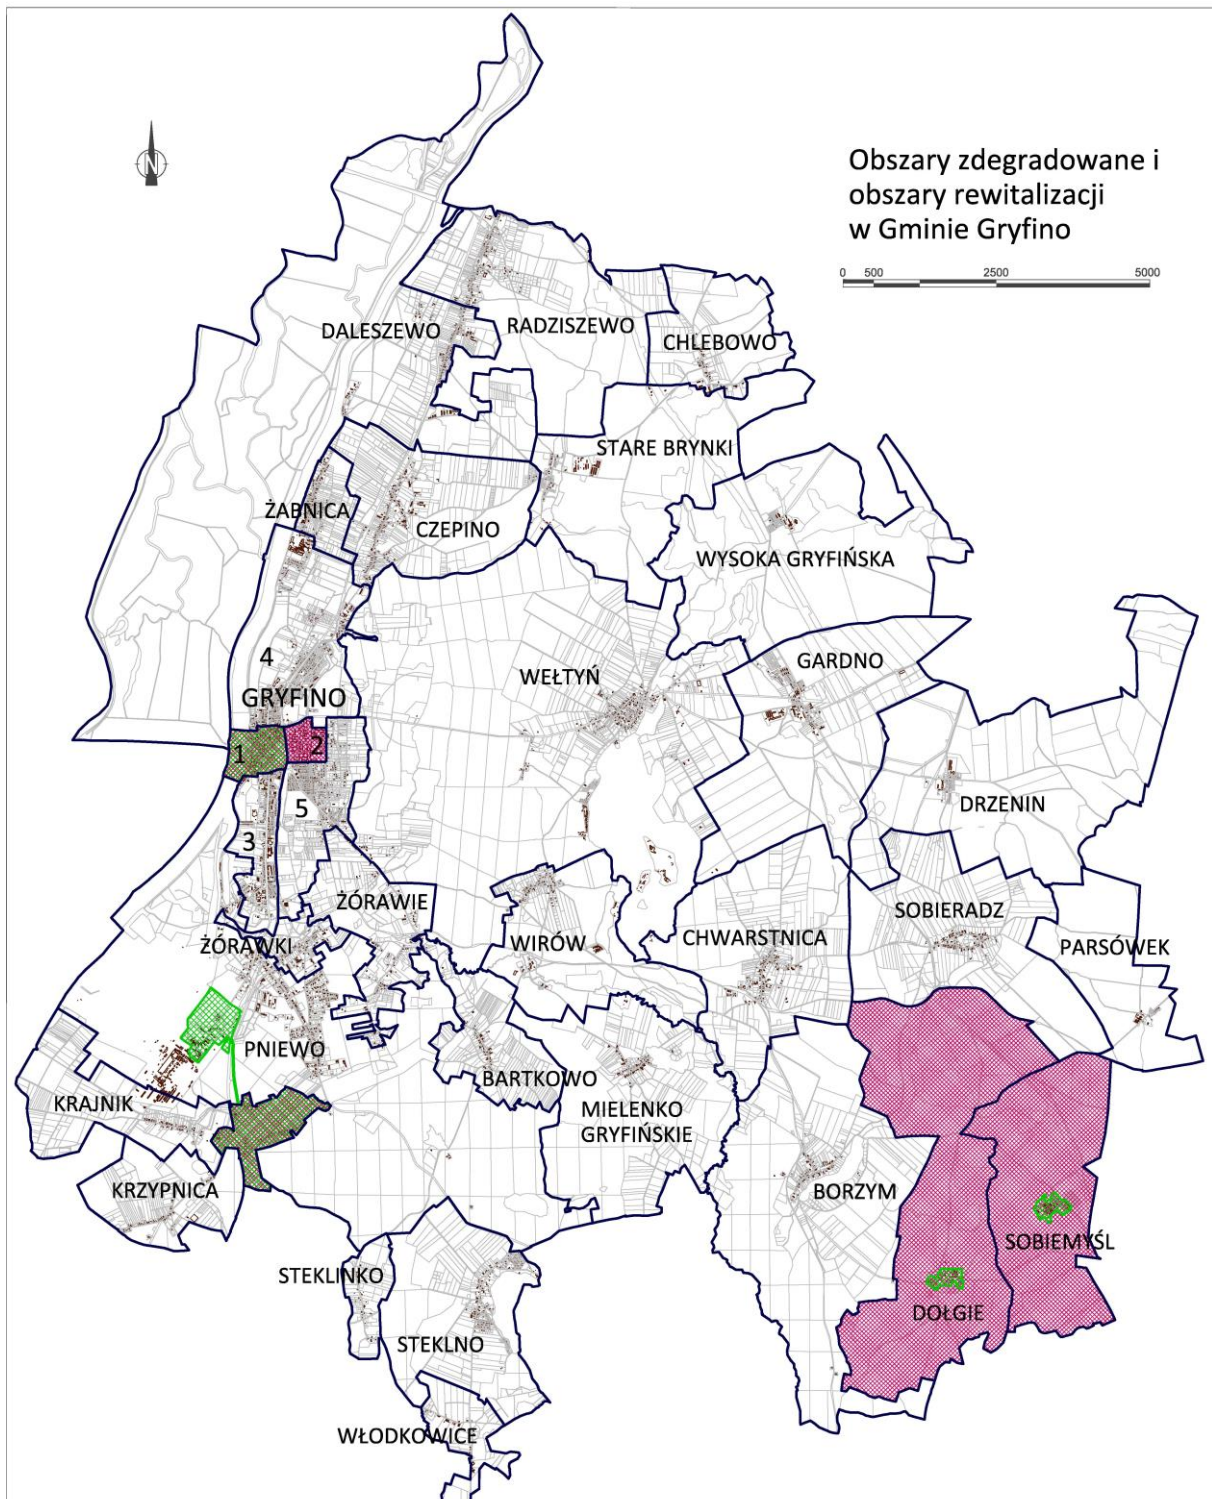 N
Obszary zdegradowane i
obszary rewitalizacji
w Gminie Gryfino
0 500 2500 5000
DALESZEWO
RADZISZEWO
CHLEBOWO
STARE BRYNKI
ŻABNICA
CZEPINO
WYSOKA GRYFIŃSKA
4
GRYFINO
WEŁTYŃ
GARDNO
1
2
5
3
DRZENIN
ŻÓRAWIE
ŻÓRAWKI
WIRÓW
CHWARSTNICA
SOBIERADZ
PARSÓWEK
PNIEWO
KRAJNIK
BARTKOWO
MIELENKO
GRYFIŃSKIE
KRZYPNICA
BORZYM
SOBIEMYŚL
STEKLINKO
DOŁGIE
STEKLNO
WŁODKOWICE